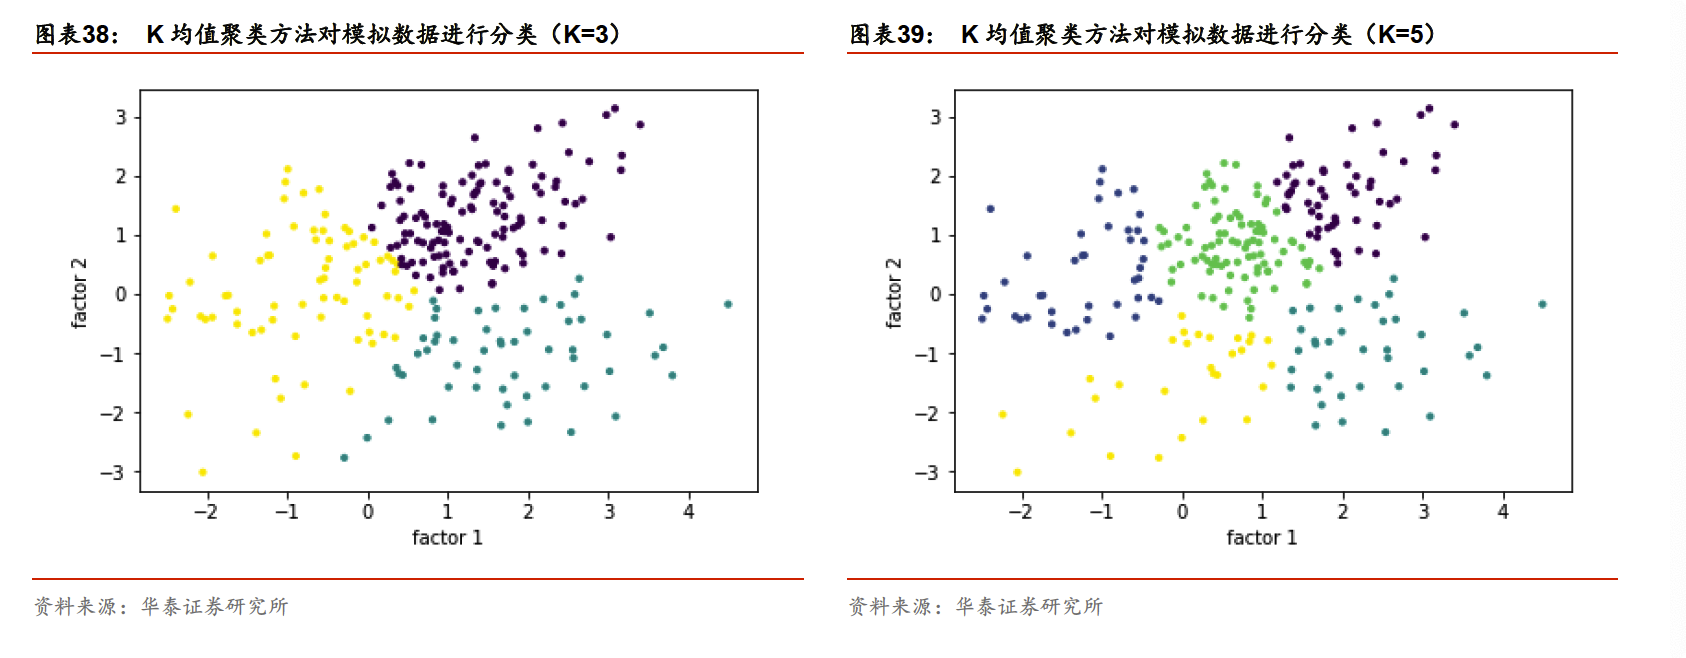 图表38： K 均值聚类方法对模拟数据进行分类（K=3）
3
2
1
0
−1
−2
−3
factor 2
−2 −1 0 1 2 3 4
factor 1
资料来源：华泰证券研究所
图表39： K 均值聚类方法对模拟数据进行分类（K=5）
3
2
1
0
−1
−2
−3
factor 2
−2 −1 0 1 2 3 4
factor 1
资料来源：华泰证券研究所